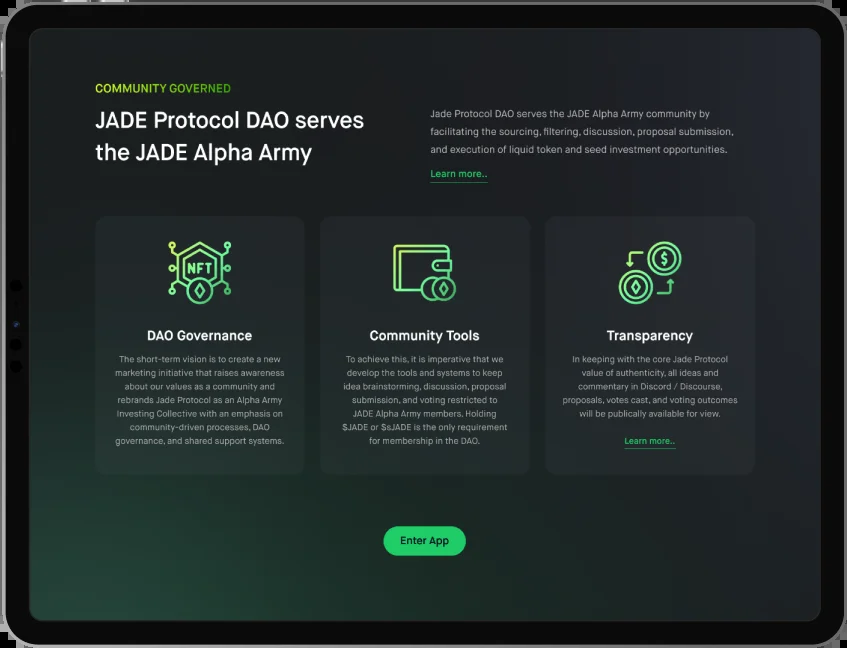 COMMUNITY GOVERNED
JADE Protocol DAO serves
the JADE Alpha Army
Jade Protocol DAO serves the JADE Alpha Army community by
facilitating the sourcing, filtering, discussion, proposal submission,
and execution of liquid token and seed investment opportunities.
Learn more..
NFT
DAO Governance
The short-term vision is to create a new
marketing initiative that raises awareness
about our values as a community and
rebrands Jade Protocol as an Alpha Army
Investing Collective with an emphasis on
community-driven processes, DAO
governance, and shared support systems.
Community Tools
To achieve this, it is imperative that we
develop the tools and systems to keep
idea brainstorming, discussion, proposal
submission, and voting restricted to
JADE Alpha Army members. Holding
$JADE or $sJADE is the only requirement
for membership in the DAO.
$
Transparency
In keeping with the core Jade Protocol
value of authenticity, all ideas and
commentary in Discord / Discourse,
proposals, votes cast, and voting outcomes
will be publically available for view.
Learn more..
Enter App